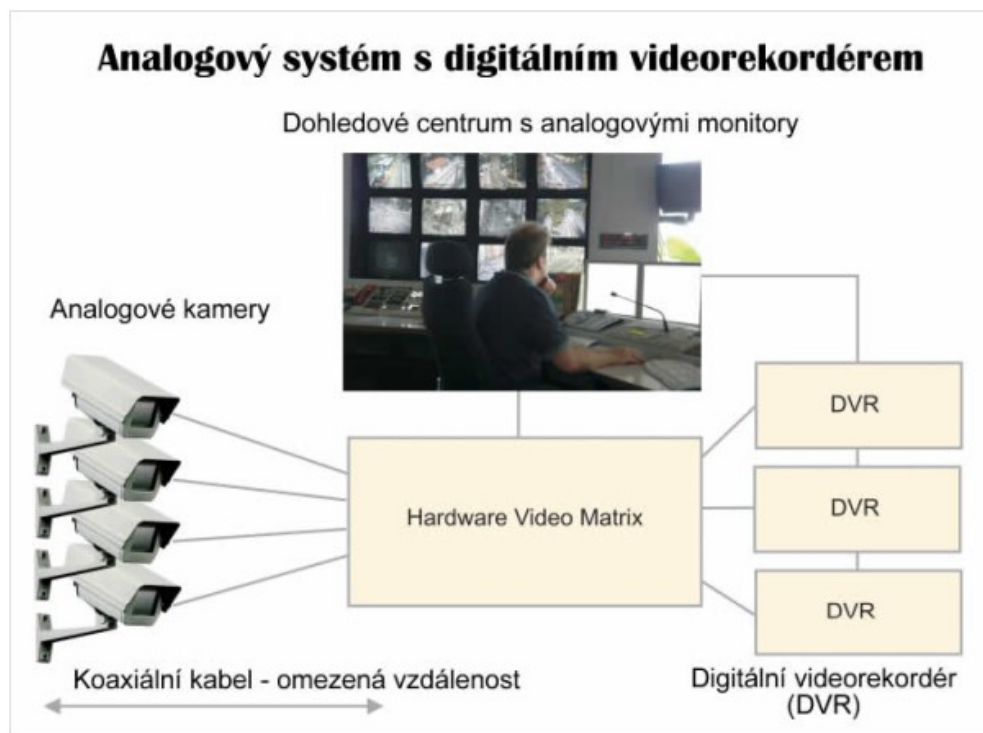 Analogový systém s digitálním videorekordérem
Dohledové centrum s analogovými monitory
Analogové kamery
DVR
Hardware Video Matrix
DVR
DVR
Koaxiální kabel - omezená vzdálenost
Digitální videorekordér
(DVR)